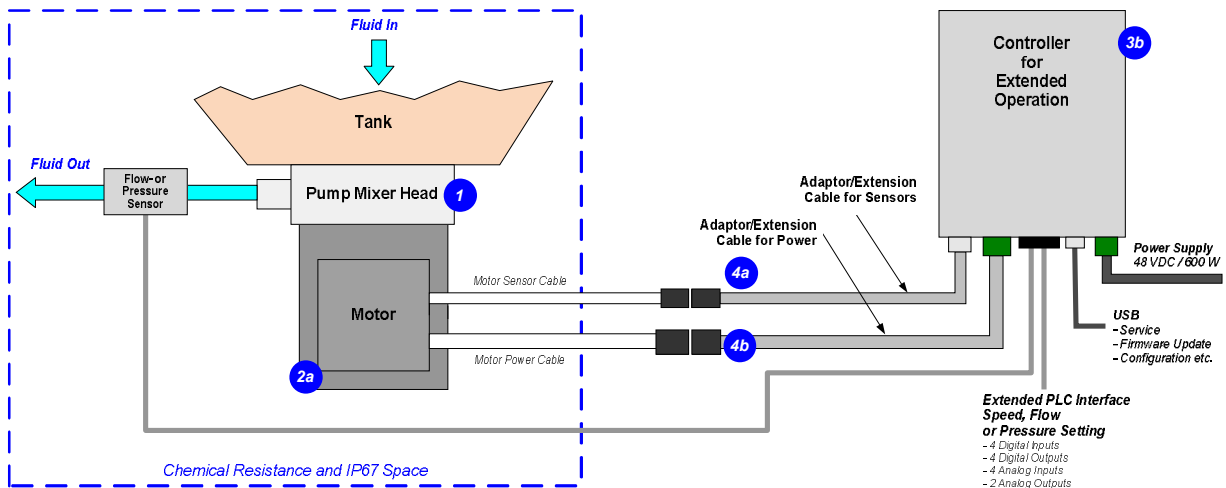 Fluid In
Tank
Fluid Out
Flow-or
Pressure
Sensor
Pump Mixer Head
1
Motor
2a
Motor Sensor Cable
Motor Power Cable
Chemical Resistance and IP67 Space
Controller
for
Extended
Operation
3b
Adaptor/Extension
Cable for Sensors
Adaptor/Extension
Cable for Power
4a
4b
Power Supply
48 VDC / 600 W
USB
– Service
– Firmware Update
– Configuration etc.
Extended PLC Interface
Speed, Flow
or Pressure Setting
– 4 Digital Inputs
– 4 Digital Outputs
– 4 Analog Inputs
– 2 Analog Outputs